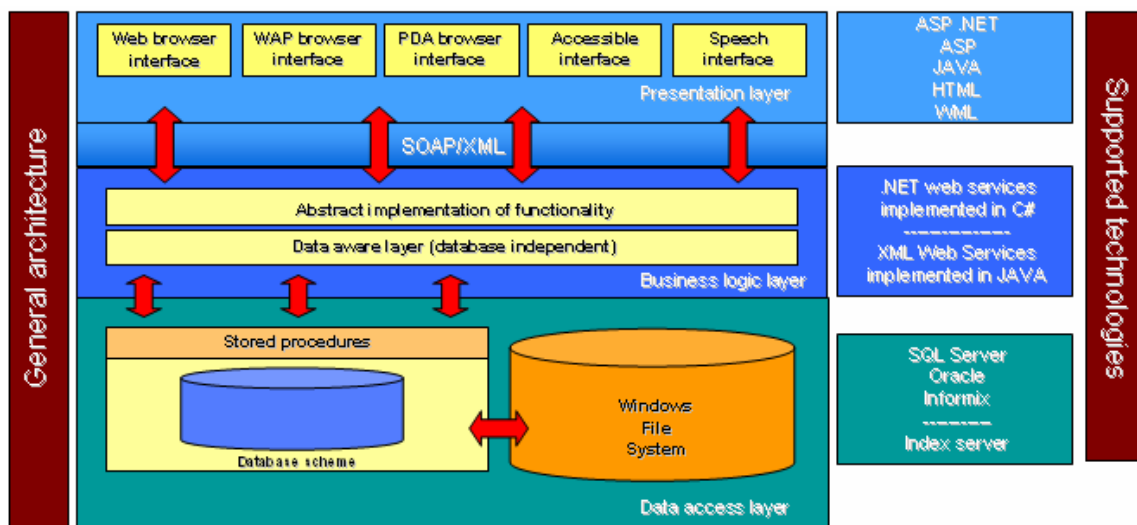 General architecture
Web browser
interface
WAP browser
interface
PDA browser
interface
Accessible
interface
Speech
interface
Presentation layer
SOAP/XML
Abstract implementation of functionality
Data aware layer (database independent)
Business logic layer
Stored procedures
Database scheme
Windows
File
System
Data access layer
ASP .NET
ASP
JAVA
HTML
WML
.NET web services
implemented in C#
--------------------
XML Web Services
implemented in JAVA
SQL Server
Oracle
Informix
-------------
Index server
Supported technologies